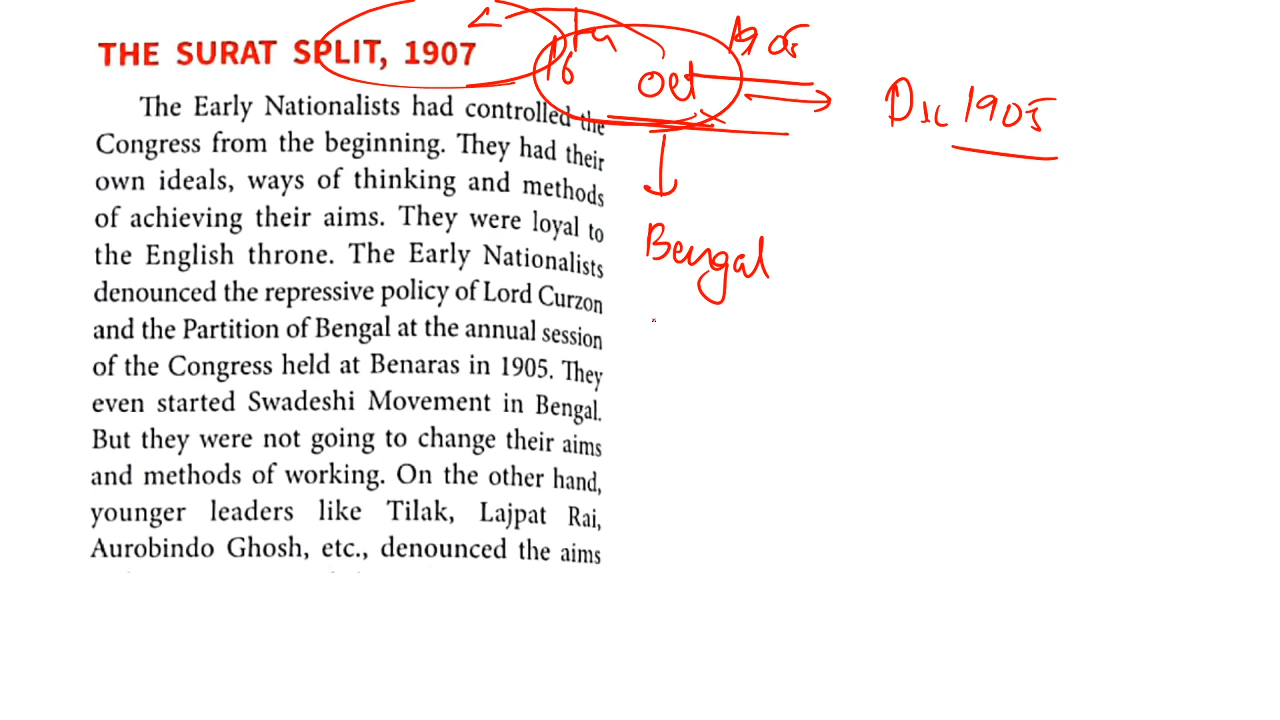 THE SURAT SPLIT, 1907
16 Oct 1905
Dec 1905
Bengal
The Early Nationalists had controlled the
Congress from the beginning. They had their
own ideals, ways of thinking and methods
of achieving their aims. They were loyal to
the English throne. The Early Nationalists
denounced the repressive policy of Lord Curzon
and the Partition of Bengal at the annual session
of the Congress held at Benaras in 1905. They
even started Swadeshi Movement in Bengal.
But they were not going to change their aims
and methods of working. On the other hand,
younger leaders like Tilak, Lajpat Rai,
Aurobindo Ghosh, etc., denounced the aims